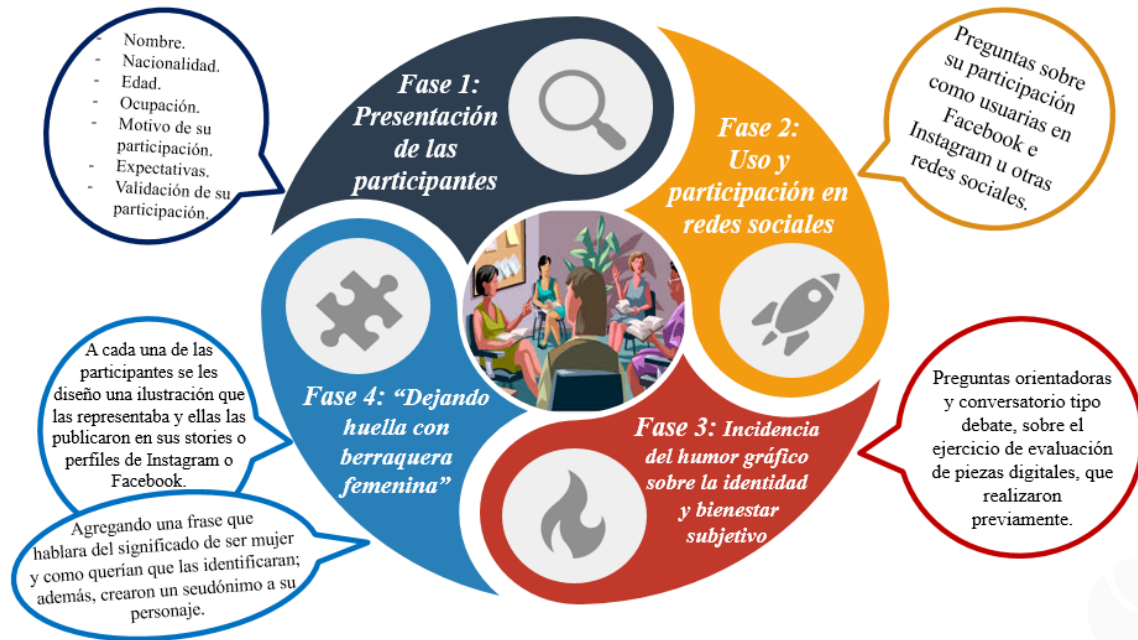 - Nombre.
- Nacionalidad.
- Edad.
- Ocupación.
- Motivo de su
participación.
- Expectativas.
- Validación de su
participación.
Fase 1:
Presentación
de las
participantes
Fase 2:
Uso y
participación en
redes sociales
Preguntas sobre
su participación
como usuarias en
Facebook e
Instagram u otras
redes sociales.
Fase 3: Incidencia
del humor gráfico
sobre la identidad
y bienestar
subjetivo
Preguntas orientadoras
y conversatorio tipo
debate, sobre el
ejercicio de evaluación
de piezas digitales, que
realizaron
previamente.
Fase 4: “Dejando
huella con
berraquera
femenina”
A cada una de las
participantes se les
diseño una ilustración que
las representaba y ellas las
publicaron en sus stories o
perfiles de Instagram o
Facebook.
Agregando una frase que
hablara del significado de ser mujer
y como querían que las identificaran;
además, crearon un seudónimo a su
personaje.